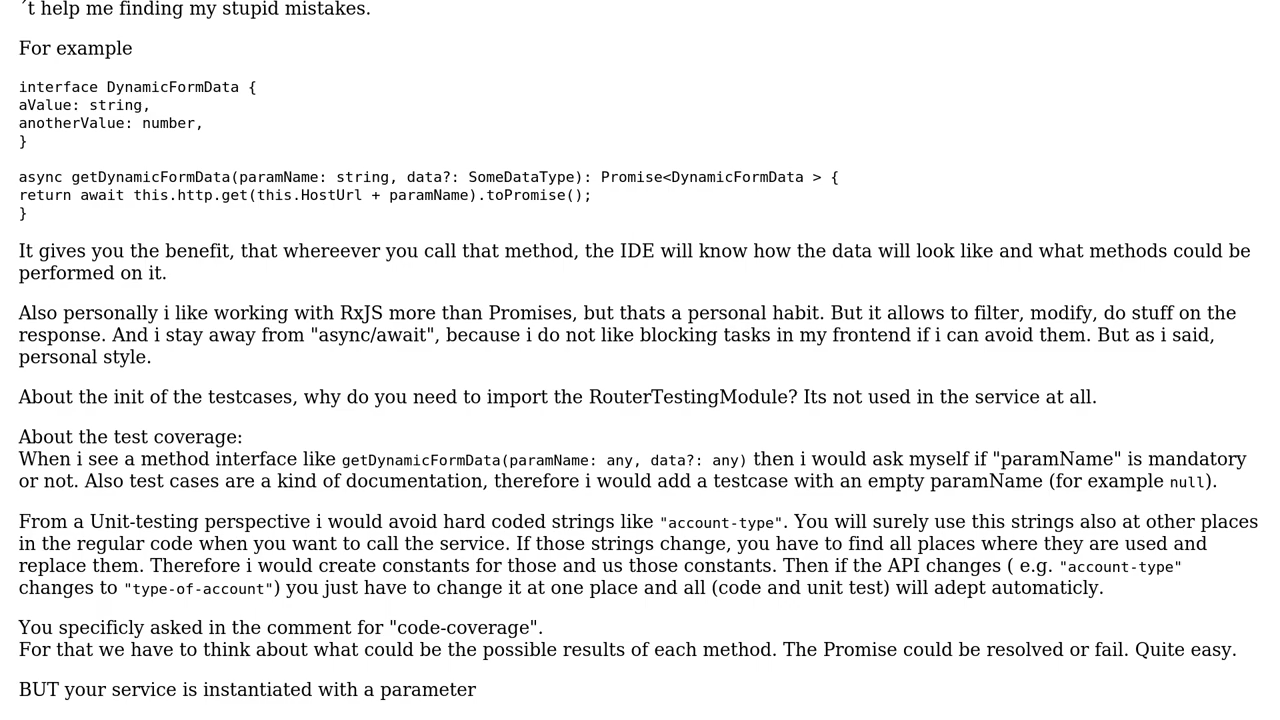 ´t help me finding my stupid mistakes.
For example
interface DynamicFormData {
aValue: string,
anotherValue: number,
}
async getDynamicFormData(paramName: string, data?: SomeDataType): Promise<DynamicFormData > {
return await this.http.get(this.HostUrl + paramName).toPromise();
}
It gives you the benefit, that whereever you call that method, the IDE will know how the data will look like and what methods could be
performed on it.
Also personally i like working with RxJS more than Promises, but thats a personal habit. But it allows to filter, modify, do stuff on the
response. And i stay away from "async/await", because i do not like blocking tasks in my frontend if i can avoid them. But as i said,
personal style.
About the init of the testcases, why do you need to import the RouterTestingModule? Its not used in the service at all.
About the test coverage:
When i see a method interface like getDynamicFormData(paramName: any, data?: any) then i would ask myself if "paramName" is mandatory
or not. Also test cases are a kind of documentation, therefore i would add a testcase with an empty paramName (for example null).
From a Unit-testing perspective i would avoid hard coded strings like "account-type". You will surely use this strings also at other places
in the regular code when you want to call the service. If those strings change, you have to find all places where they are used and
replace them. Therefore i would create constants for those and us those constants. Then if the API changes ( e.g. "account-type"
changes to "type-of-account") you just have to change it at one place and all (code and unit test) will adept automaticly.
You specificly asked in the comment for "code-coverage".
For that we have to think about what could be the possible results of each method. The Promise could be resolved or fail. Quite easy.
BUT your service is instantiated with a parameter